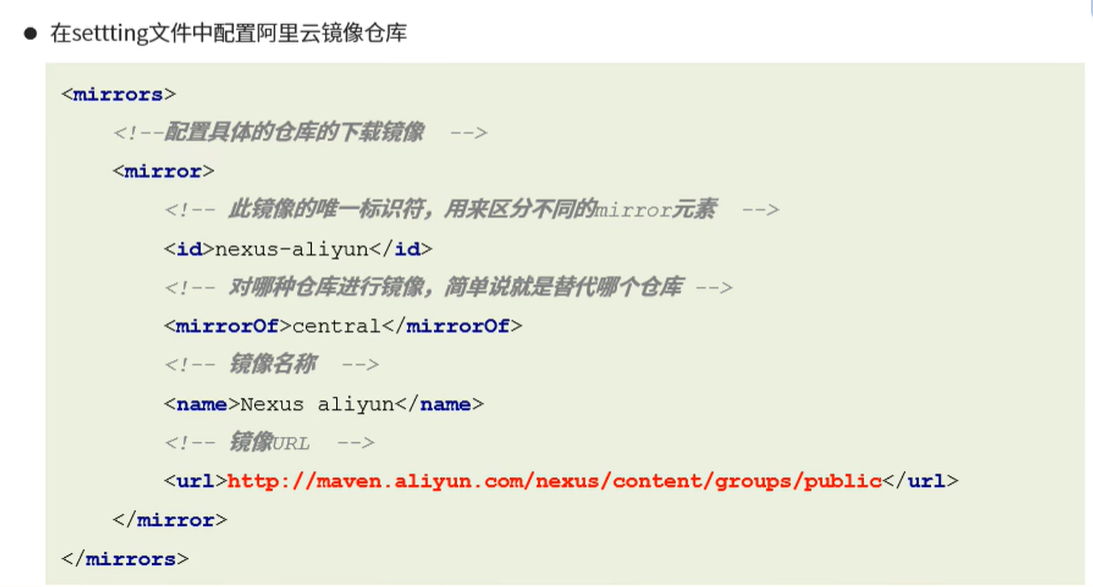 ● 在settting文件中配置阿里云镜像仓库
<mirrors>
<!--配置具体的仓库的下载镜像 -->
<mirror>
<!-- 此镜像的唯一标识符，用来区分不同的mirror元素 -->
<id>nexus-aliyun</id>
<!-- 对哪种仓库进行镜像，简单说就是替代哪个仓库 -->
<mirrorOf>central</mirrorOf>
<!-- 镜像名称 -->
<name>Nexus aliyun</name>
<!-- 镜像URL -->
<url>http://maven.aliyun.com/nexus/content/groups/public</url>
</mirror>
</mirrors>